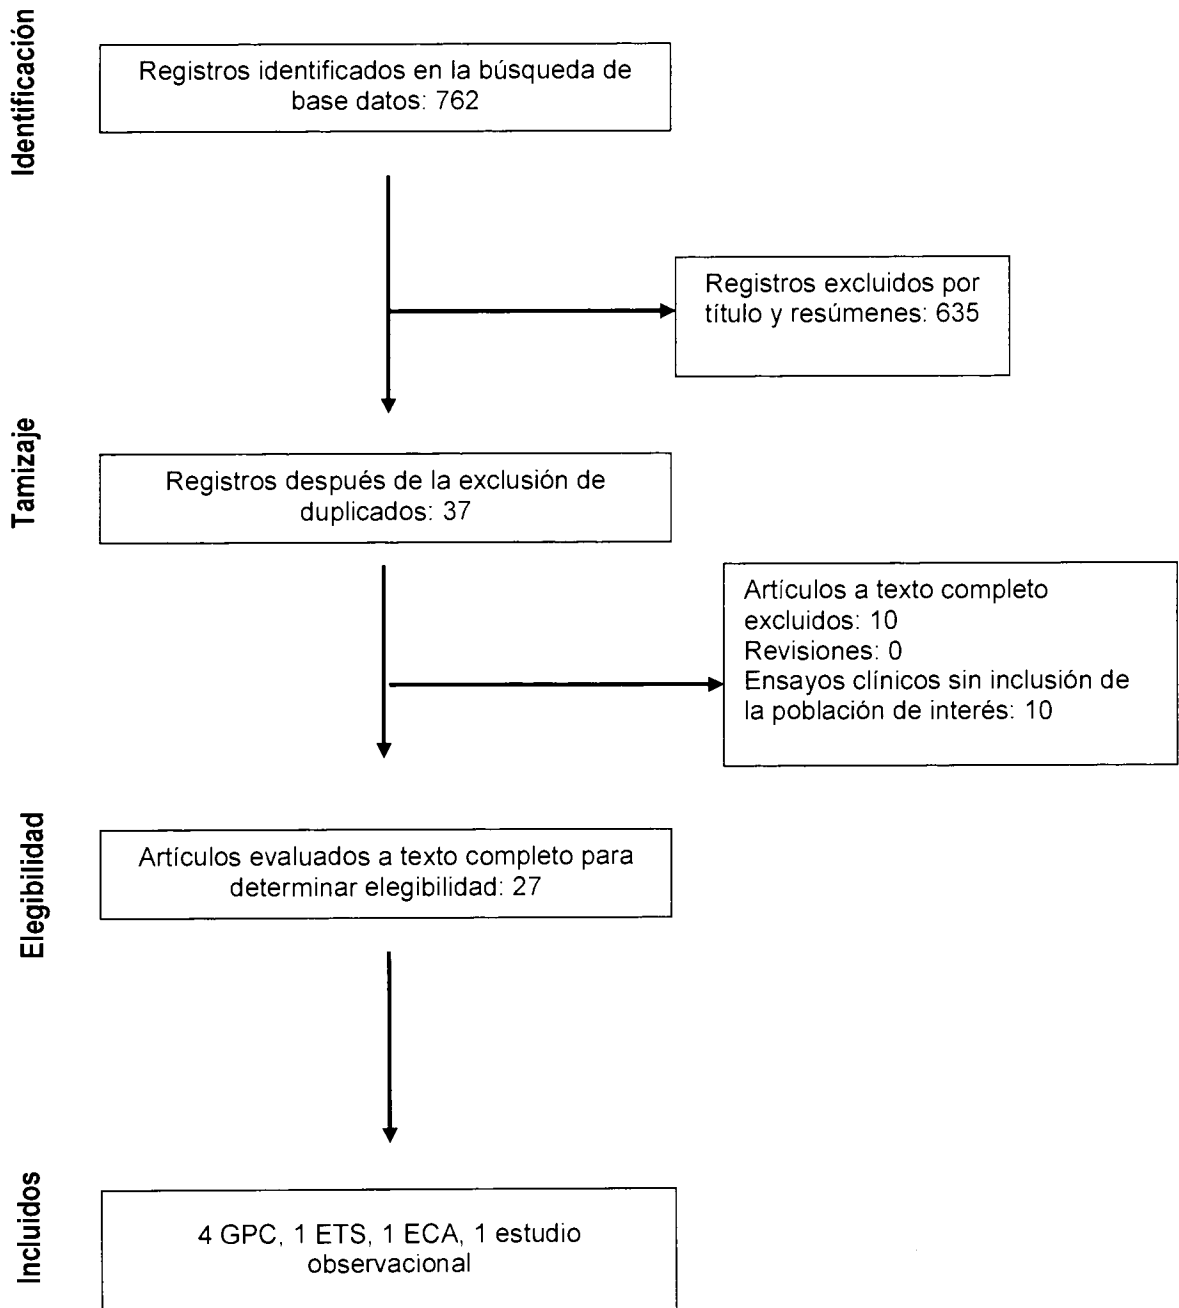 Identificación
Registros identificados en la búsqueda de
base datos: 762
Registros excluidos por
título y resúmenes: 635
Tamizaje
Registros después de la exclusión de
duplicados: 37
Artículos a texto completo
excluidos: 10
Revisiones: 0
Ensayos clínicos sin inclusión de
la población de interés: 10
Elegibilidad
Artículos evaluados a texto completo para
determinar elegibilidad: 27
Incluidos
4 GPC, 1 ETS, 1 ECA, 1 estudio
observacional